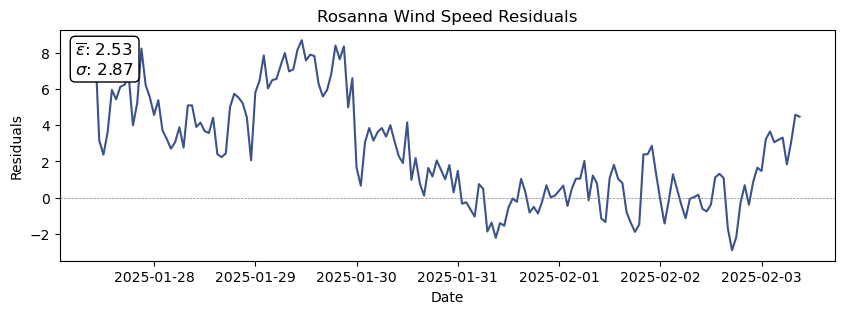 Rosanna Wind Speed Residuals
ε̅: 2.53
σ: 2.87
8
6
4
2
0
−2
Residuals
2025-01-28 2025-01-29 2025-01-30 2025-01-31 2025-02-01 2025-02-02 2025-02-03
Date